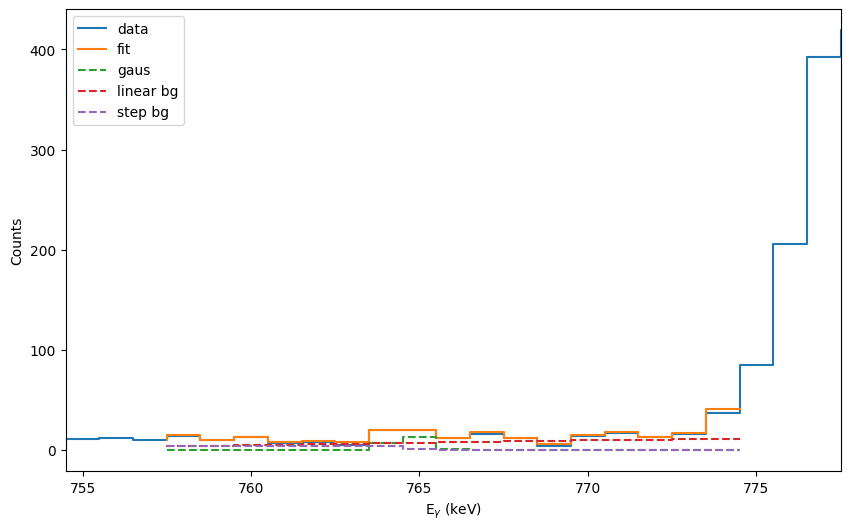 data
fit
gaus
linear bg
step bg
400
300
200
100
0
Counts
755
760
765
770
775
Eγ (keV)